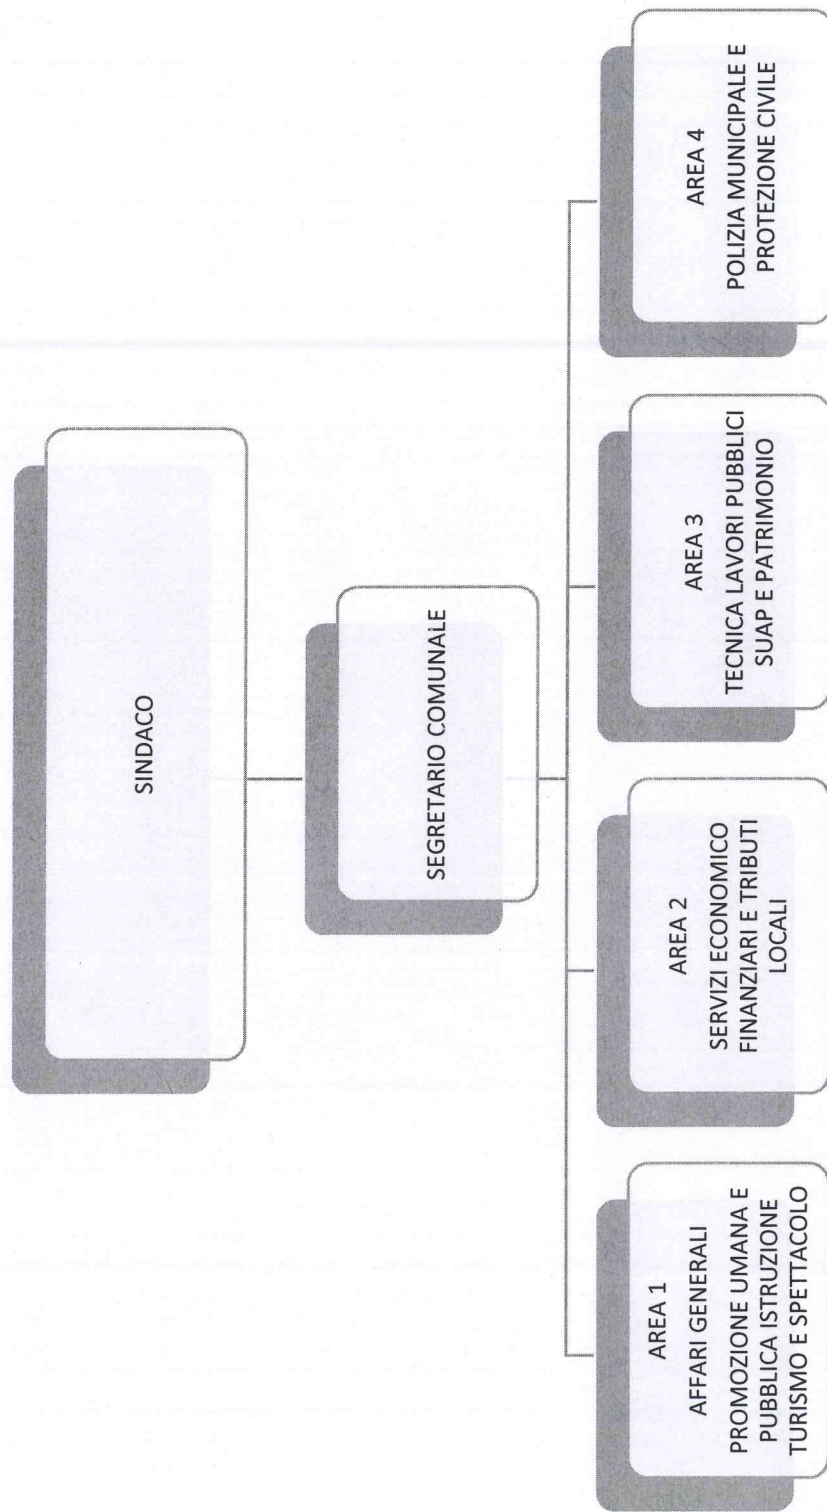 SINDACO
SEGRETARIO COMUNALE
AREA 1
AFFARI GENERALI
PROMOZIONE UMANA E
PUBBLICA ISTRUZIONE
TURISMO E SPETTACOLO
AREA 2
SERVIZI ECONOMICO
FINANZIARI E TRIBUTI
LOCALI
AREA 3
TECNICA LAVORI PUBBLICI
SUAP E PATRIMONIO
AREA 4
POLIZIA MUNICIPALE E
PROTEZIONE CIVILE